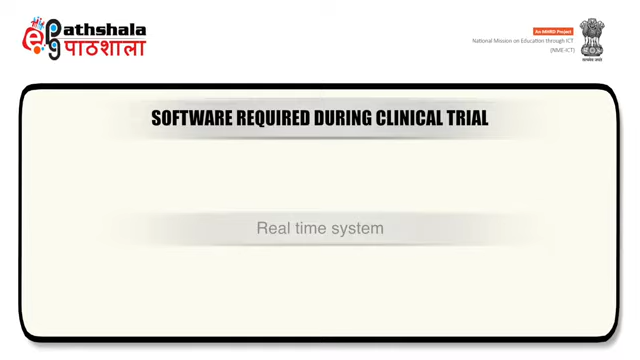 ePG Pathshala
पाठशाला
An MHRD Project
National Mission on Education through ICT
(NME-ICT)
SOFTWARE REQUIRED DURING CLINICAL TRIAL
Real time system